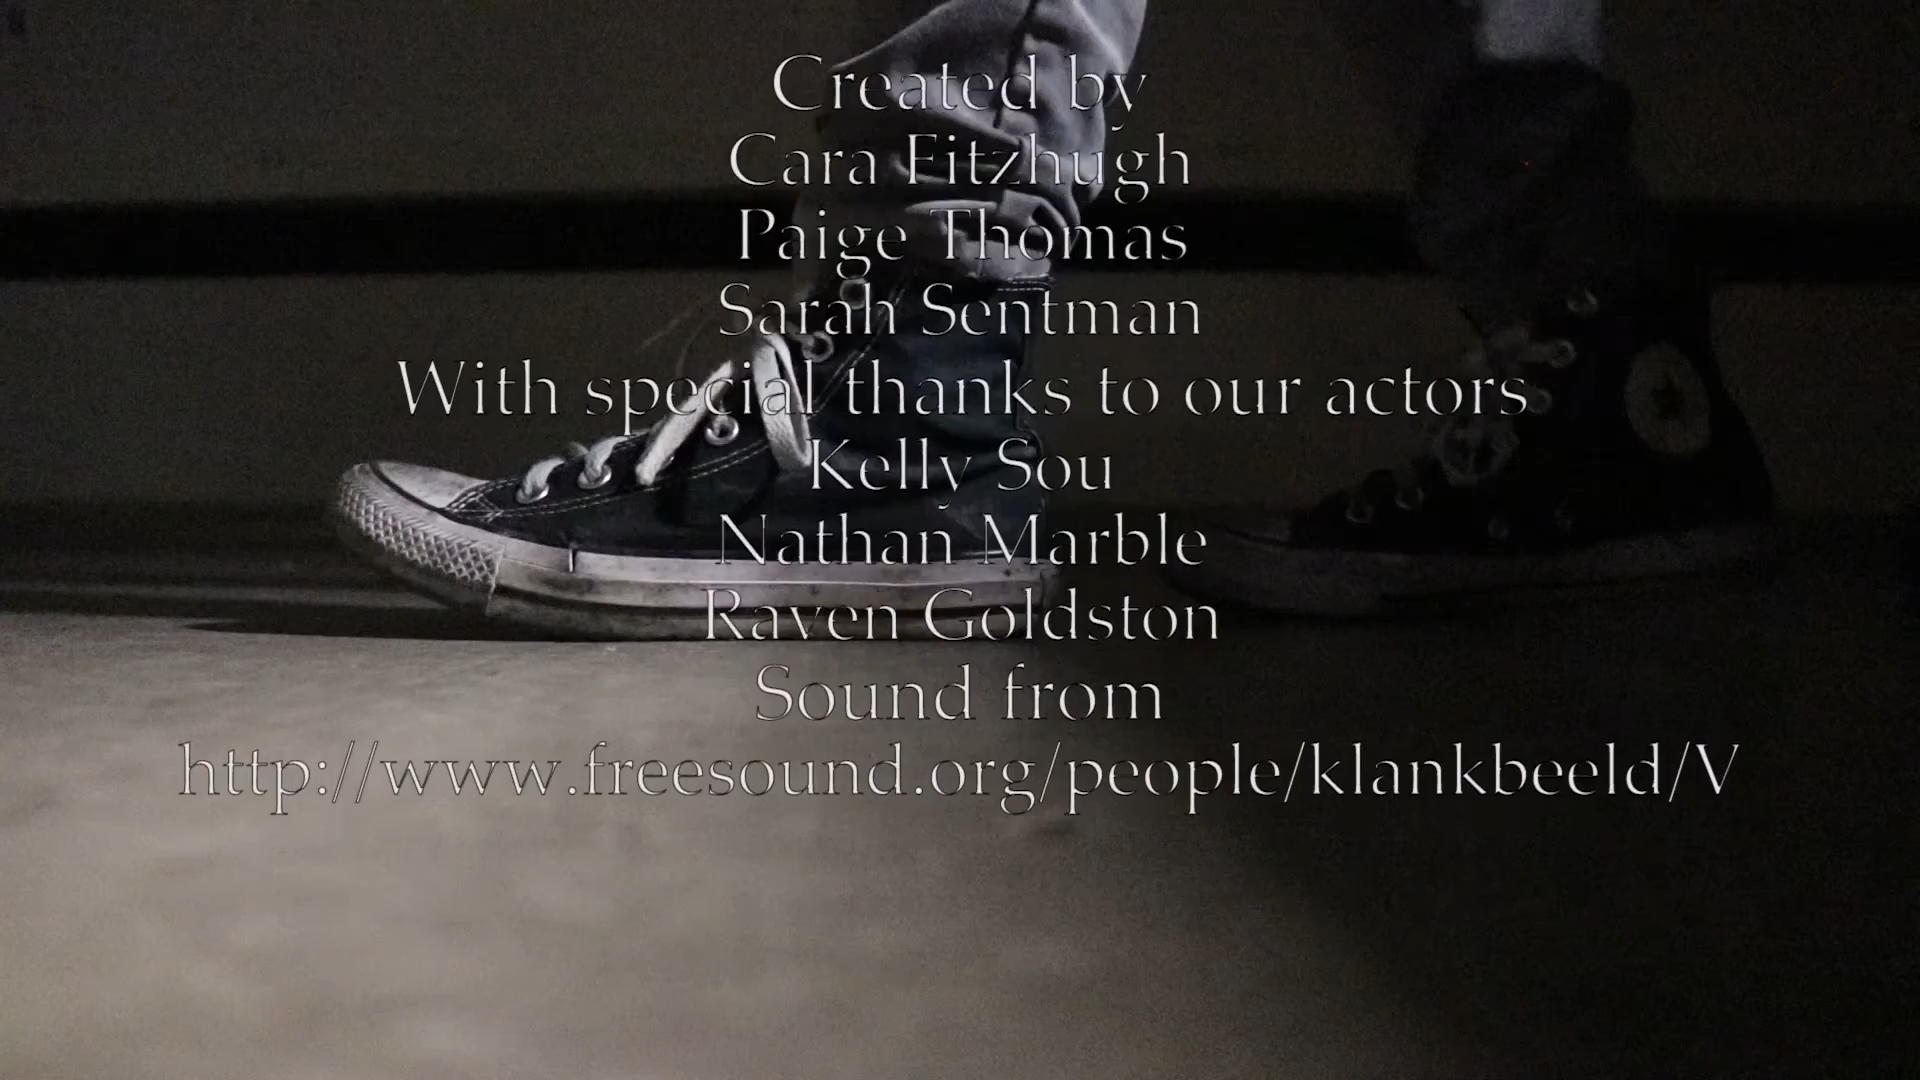 Created by
Cara Fitzhugh
Paige Thomas
Sarah Sentman
With special thanks to our actors
Kelly Sou
Nathan Marble
Raven Goldston
Sound from
http://www.freesound.org/people/klankbeeld/V